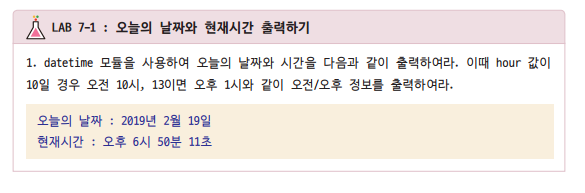 LAB 7-1 : 오늘의 날짜와 현재시간 출력하기
1. datetime 모듈을 사용하여 오늘의 날짜와 시간을 다음과 같이 출력하여라. 이때 hour 값이
10일 경우 오전 10시, 13이면 오후 1시와 같이 오전/오후 정보를 출력하여라.
오늘의 날짜 : 2019년 2월 19일
현재시간 : 오후 6시 50분 11초